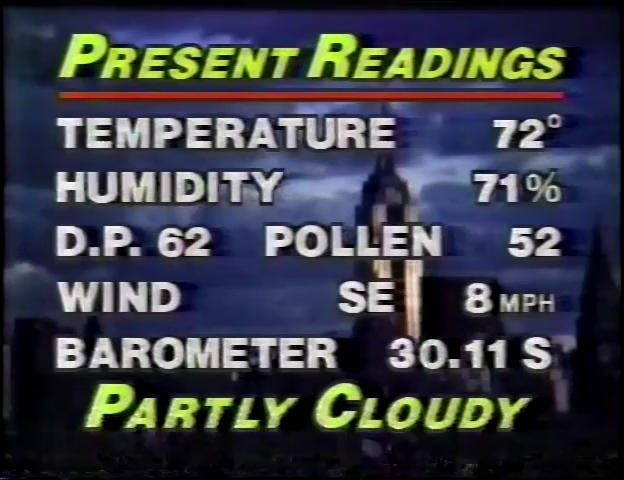 PRESENT READINGS
TEMPERATURE 72°
HUMIDITY 71%
D.P. 62 POLLEN 52
WIND SE 8 MPH
BAROMETER 30.11 S
PARTLY CLOUDY